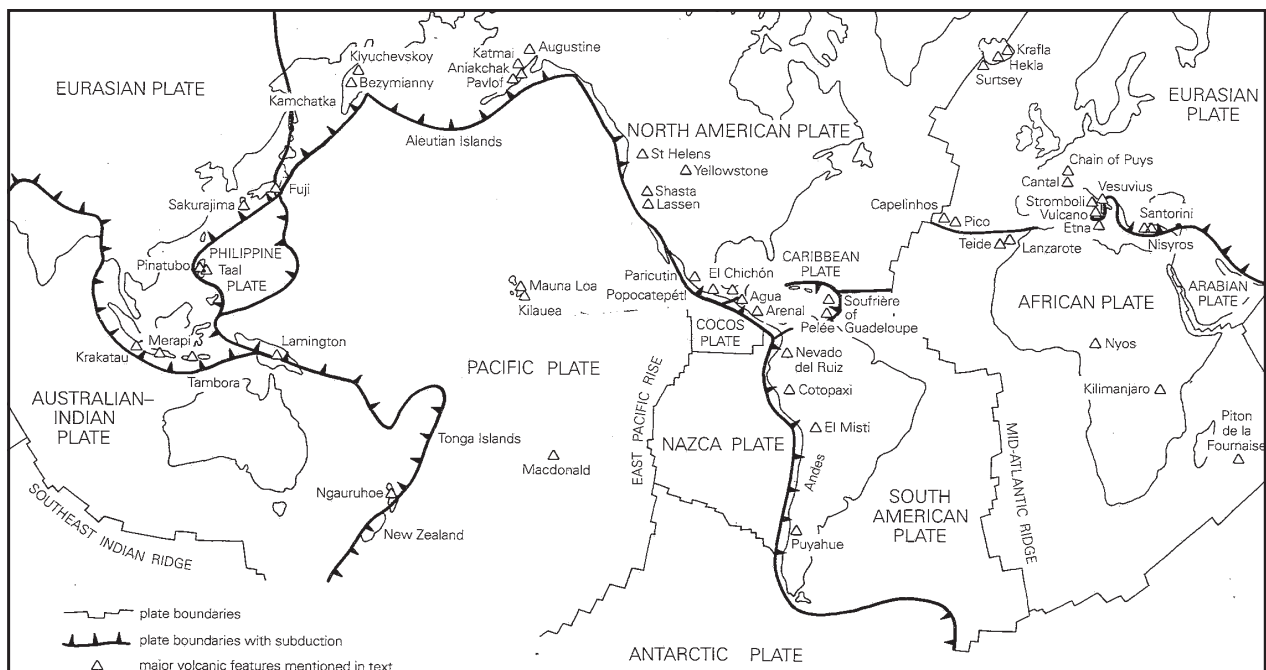 Augustine
Katmai
Aniakchak
Pavlof
Kiyuchevskoy
Bezymianny
Kamchatka
EURASIAN PLATE
Aleutian Islands
Krafla
Hekla
Surtsey
EURASIAN
PLATE
NORTH AMERICAN PLATE
St Helens
Yellowstone
Shasta
Lassen
Chain of Puys
Cantal
Vesuvius
Stromboli
Vulcano
Etna
Santorini
Nisyros
Capelinhos
Pico
Teide
Lanzarote
Fuji
Sakurajima
PHILIPPINE
PLATE
Pinatubo
Taal
Mauna Loa
Kilauea
Paricutin
El Chichón
Popocatepétl
Agua
Arenal
CARIBBEAN
PLATE
Soufrière
of
Guadeloupe
Pelée
COCOS
PLATE
AFRICAN PLATE
ARABIAN
PLATE
Nyos
Kilimanjaro
Piton
de la
Fournaise
Krakatau
Merapi
Tambora
Lamington
PACIFIC PLATE
Nevado
del Ruiz
Cotopaxi
El Misti
AUSTRALIAN–
INDIAN
PLATE
Tonga Islands
Macdonald
EAST PACIFIC RISE
NAZCA PLATE
Andes
MID-ATLANTIC RIDGE
SOUTH
AMERICAN
PLATE
Ngauruhoe
New Zealand
SOUTHEAST INDIAN RIDGE
Puyahue
plate boundaries
plate boundaries with subduction
major volcanic features mentioned in text
ANTARCTIC PLATE